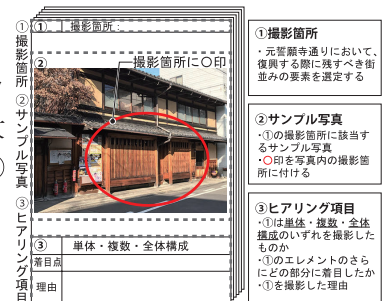 ①撮影箇所 ②サンプル写真 ③ヒアリング項目
① 撮影箇所：
②
撮影箇所に〇印
③ 単体・複数・全体構成
着目点
理由
①撮影箇所
・元誓願寺通りにおいて、
復興する際に残すべき街
並みの要素を選定する
②サンプル写真
・①の撮影箇所に該当す
るサンプル写真
・〇印を写真内の撮影箇
所に付ける
③ヒアリング項目
・①は単体・複数・全体
構成のいずれを撮影した
ものか
・①のエレメントのさら
にどの部分に着目したか
・①を撮影した理由